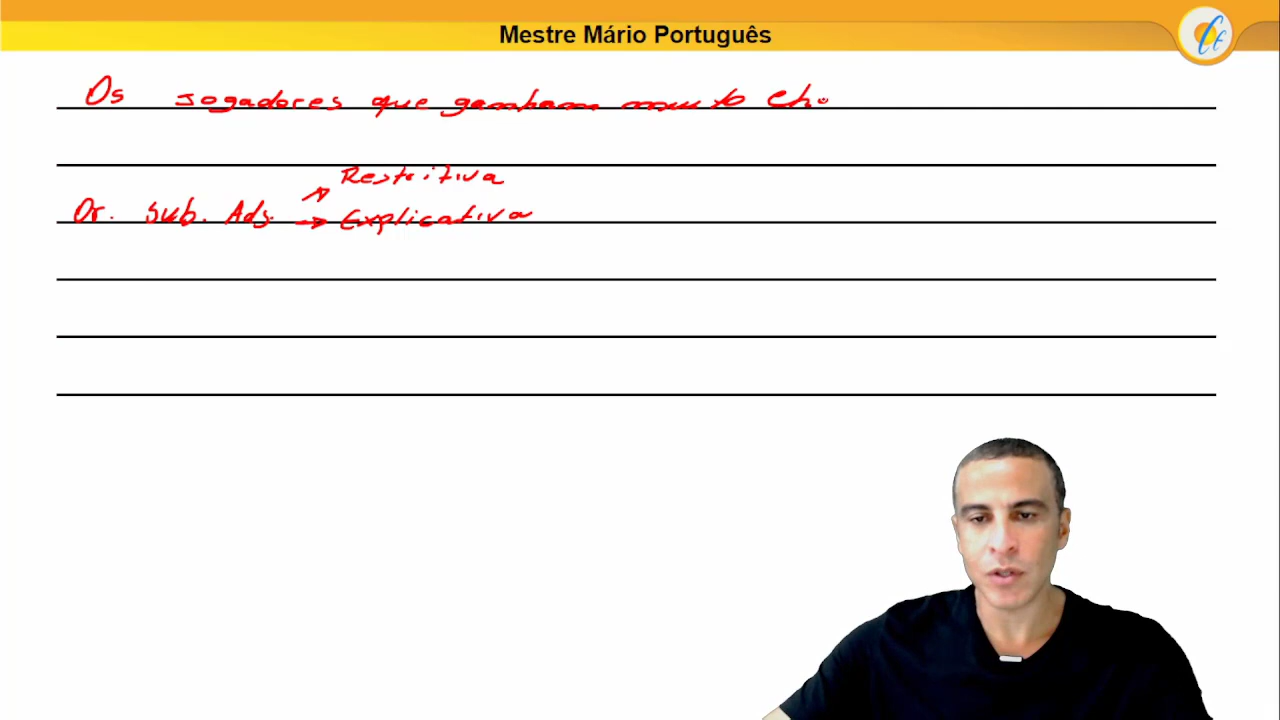 Mestre Mário Português
Os jogadores que ganham muito
Restritiva
Or. Sub. Adj. → Explicativa